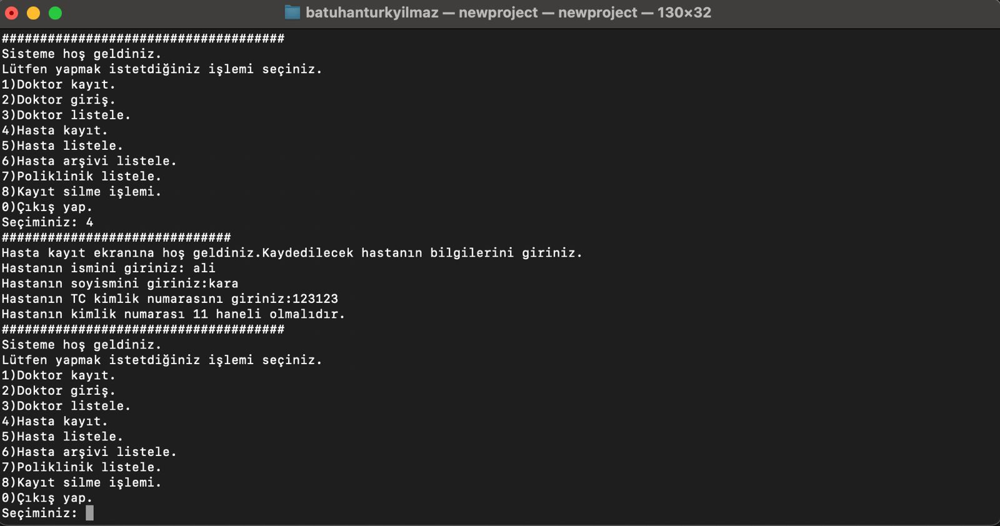 batuhanturkyilmaz — newproject — newproject — 130×32
#####################################
Sisteme hoş geldiniz.
Lütfen yapmak istetdiğiniz işlemi seçiniz.
1)Doktor kayıt.
2)Doktor giriş.
3)Doktor listele.
4)Hasta kayıt.
5)Hasta listele.
6)Hasta arşivi listele.
7)Poliklinik listele.
8)Kayıt silme işlemi.
0)Çıkış yap.
Seçiminiz: 4
##############################
Hasta kayıt ekranına hoş geldiniz.Kaydedilecek hastanın bilgilerini giriniz.
Hastanın ismini giriniz: ali
Hastanın soyismini giriniz:kara
Hastanın TC kimlik numarasını giriniz:123123
Hastanın kimlik numarası 11 haneli olmalıdır.
#####################################
Sisteme hoş geldiniz.
Lütfen yapmak istetdiğiniz işlemi seçiniz.
1)Doktor kayıt.
2)Doktor giriş.
3)Doktor listele.
4)Hasta kayıt.
5)Hasta listele.
6)Hasta arşivi listele.
7)Poliklinik listele.
8)Kayıt silme işlemi.
0)Çıkış yap.
Seçiminiz: